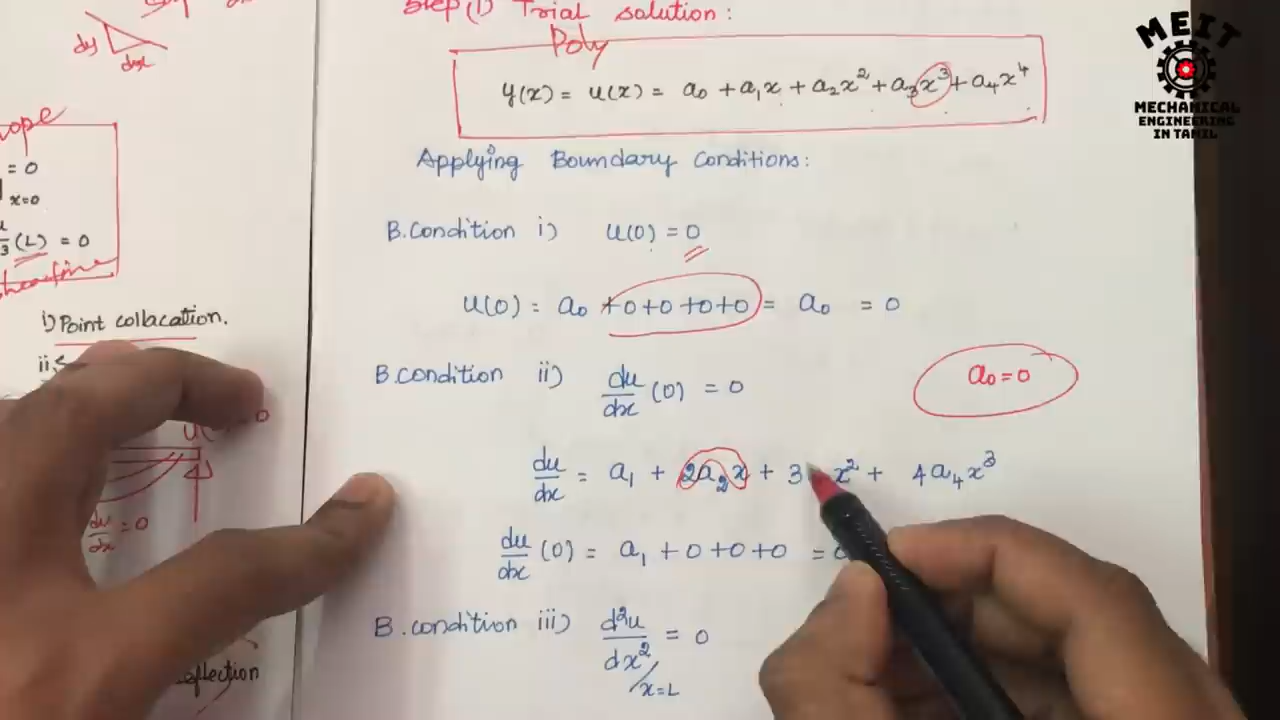 Step (1) Trial solution:
Poly
dy
dx
y(x) = u(x) = a₀ + a₁x + a₂x² + a₃x³ + a₄x⁴
MEIT
MECHANICAL
ENGINEERING
IN TAMIL
Applying Boundary Conditions:
= 0
x=0
(L) = 0
B.Condition i) u(0) = 0
u(0) = a₀ +0+0+0+0 = a₀ = 0
i) Point collacation.
ii)
B.condition ii) du/dx (0) = 0
a₀=0
du/dx = 0
du/dx = a₁ + 2a₂x + 3 x² + 4a₄x³
du/dx (0) = a₁ + 0 + 0 + 0 = 0
B.condition iii) d²u/dx² / x=L = 0
eflection